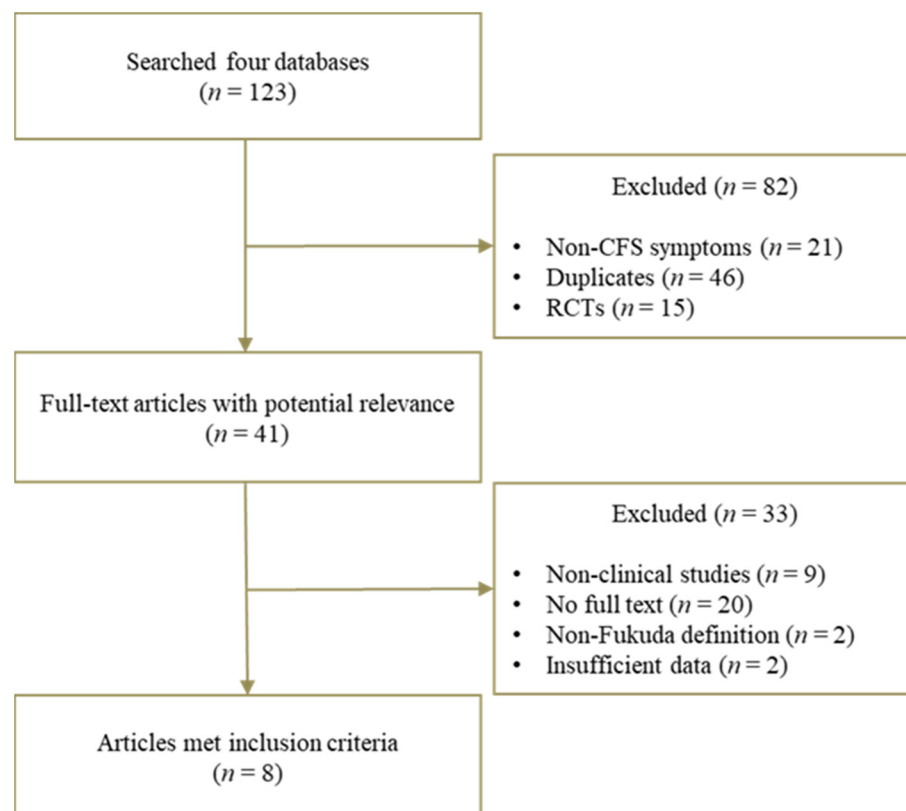 Searched four databases
(n = 123)
Excluded (n = 82)
• Non-CFS symptoms (n = 21)
• Duplicates (n = 46)
• RCTs (n = 15)
Full-text articles with potential relevance
(n = 41)
Excluded (n = 33)
• Non-clinical studies (n = 9)
• No full text (n = 20)
• Non-Fukuda definition (n = 2)
• Insufficient data (n = 2)
Articles met inclusion criteria
(n = 8)